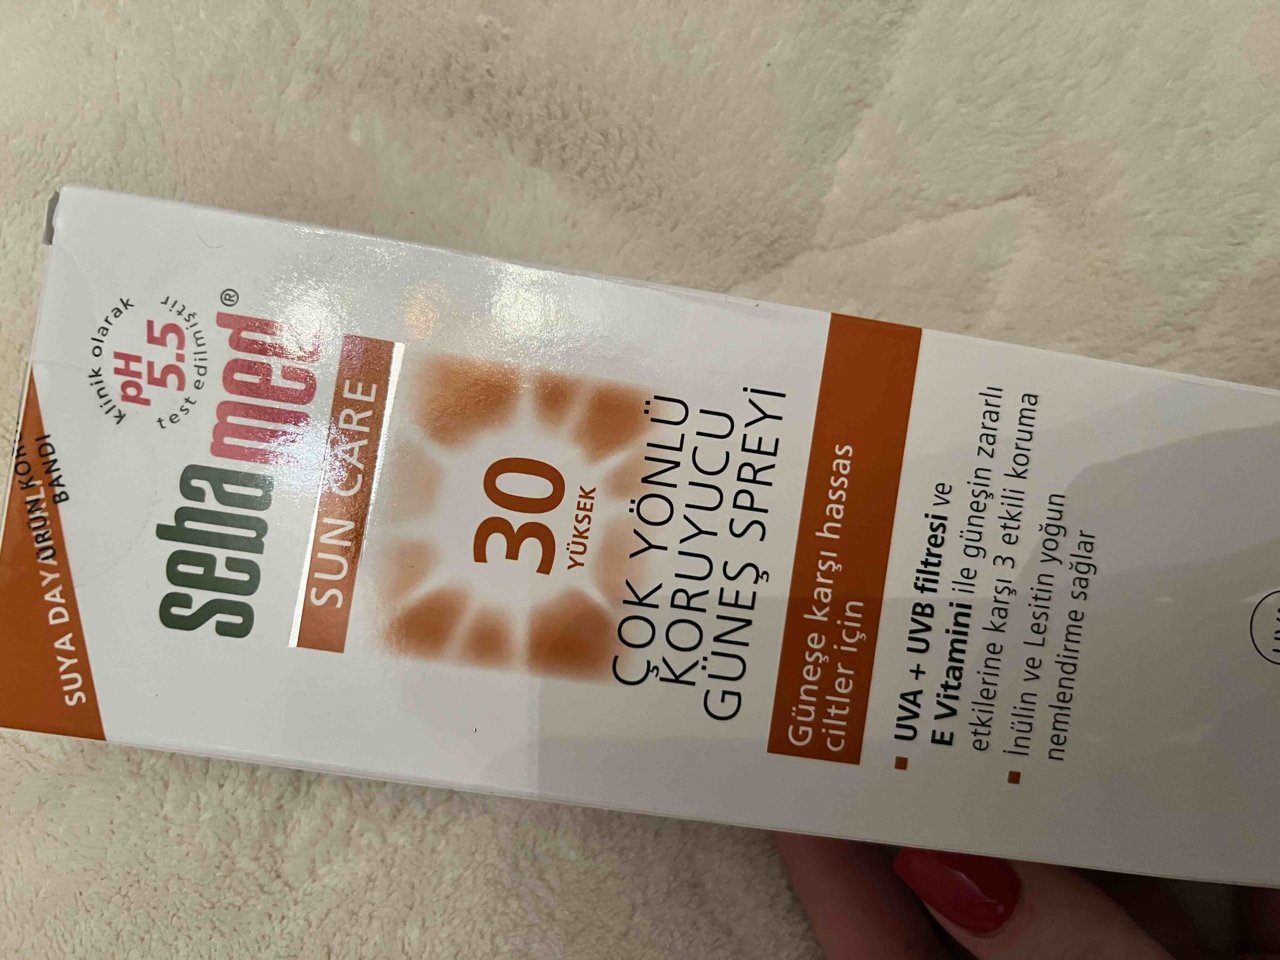 SUYA DAYA
ÜRÜN
BANDI
Klinik olarak
pH
5.5
test edilmiştir
sebamed®
SUN CARE
30
YÜKSEK
ÇOK YÖNLÜ
KORUYUCU
GÜNEŞ SPREYİ
Güneşe karşı hassas
ciltler için
▪ UVA + UVB filtresi ve
E Vitamini ile güneşin zararlı
etkilerine karşı 3 etkili koruma
▪ İnülin ve Lesitin yoğun
nemlendirme sağlar